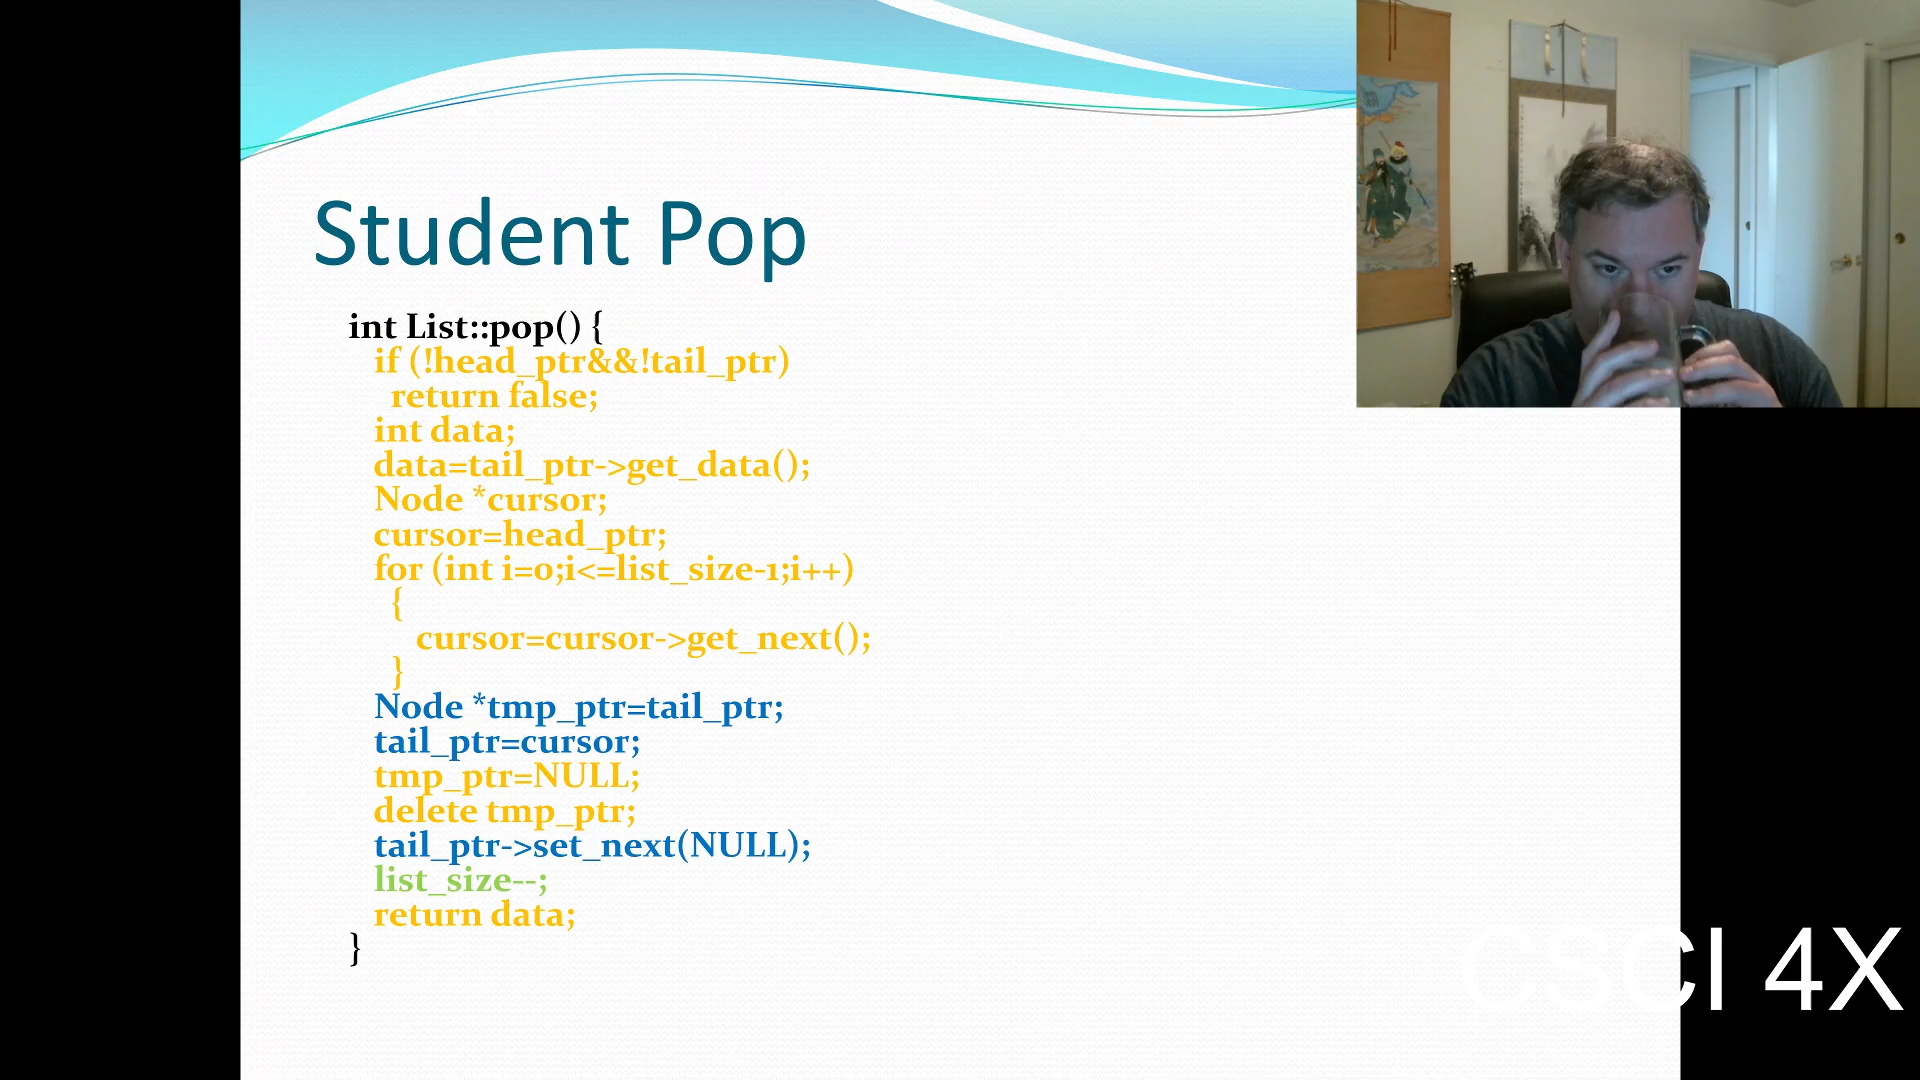 Student Pop
int List::pop() {
if (!head_ptr&&!tail_ptr)
return false;
int data;
data=tail_ptr->get_data();
Node *cursor;
cursor=head_ptr;
for (int i=0;i<=list_size-1;i++)
{
cursor=cursor->get_next();
}
Node *tmp_ptr=tail_ptr;
tail_ptr=cursor;
tmp_ptr=NULL;
delete tmp_ptr;
tail_ptr->set_next(NULL);
list_size--;
return data;
}
CSCI 4X